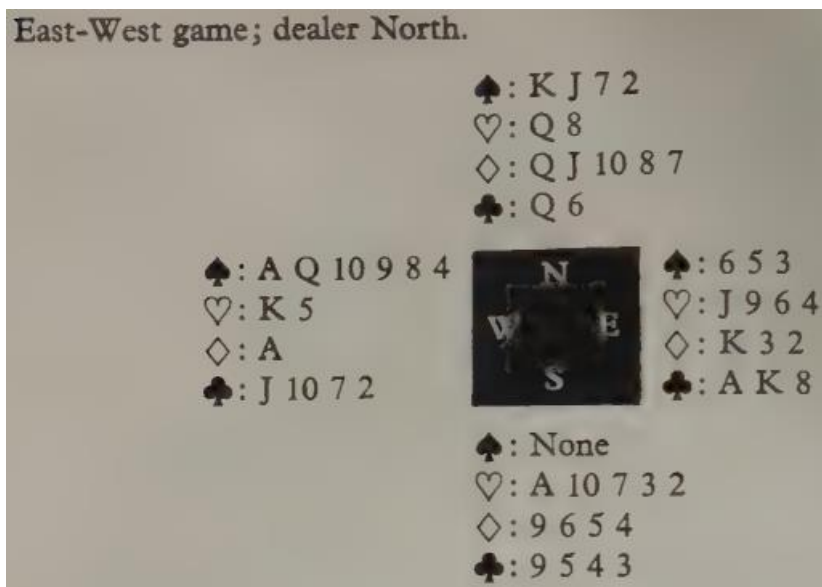 East-West game; dealer North.
♠: K J 7 2
♡: Q 8
◇: Q J 10 8 7
♣: Q 6
♠: A Q 10 9 8 4
♡: K 5
◇: A
♣: J 10 7 2
N
W E
S
♠: 6 5 3
♡: J 9 6 4
◇: K 3 2
♣: A K 8
♠: None
♡: A 10 7 3 2
◇: 9 6 5 4
♣: 9 5 4 3